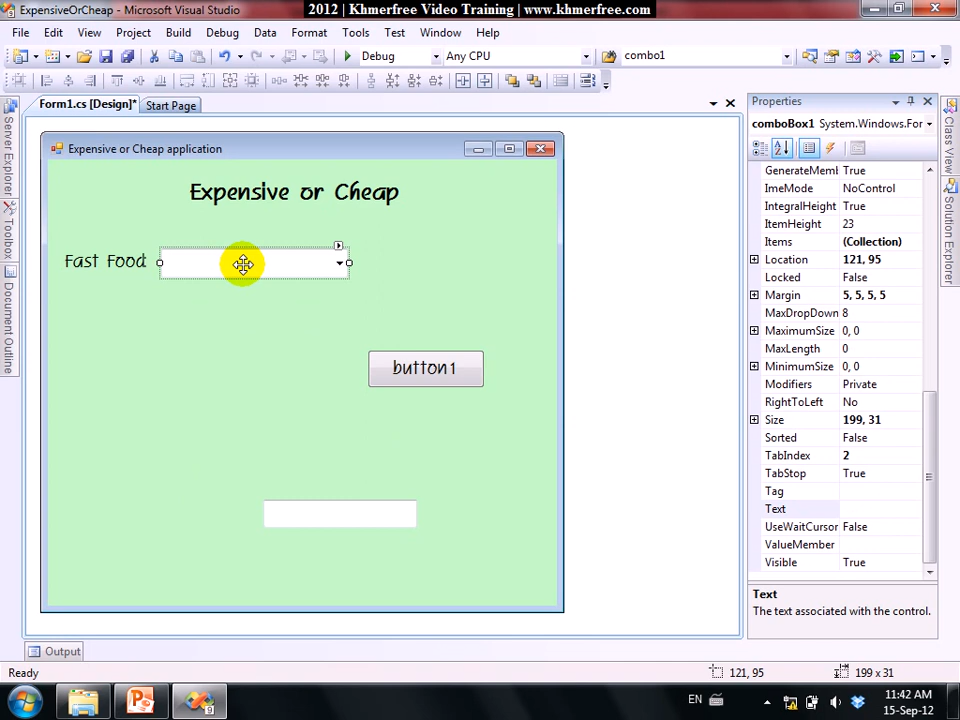 ExpensiveOrCheap - Microsoft Visual Studio
2012 | Khmerfree Video Training | www.khmerfree.com
File Edit View Project Build Debug Data Format Tools Test Window Help
Debug Any CPU combo1
Form1.cs [Design]* Start Page
Server Explorer
Toolbox
Document Outline
Expensive or Cheap application
Expensive or Cheap
Fast Food
button1
Properties
comboBox1 System.Windows.For
GenerateMemb True
ImeMode NoControl
IntegralHeight True
ItemHeight 23
Items (Collection)
Location 121, 95
Locked False
Margin 5, 5, 5, 5
MaxDropDown 8
MaximumSize 0, 0
MaxLength 0
MinimumSize 0, 0
Modifiers Private
RightToLeft No
Size 199, 31
Sorted False
TabIndex 2
TabStop True
Tag
Text
UseWaitCursor False
ValueMember
Visible True
Text
The text associated with the control.
Class View
Solution Explorer
Output
Ready 121, 95 199 x 31
EN 11:42 AM
15-Sep-12